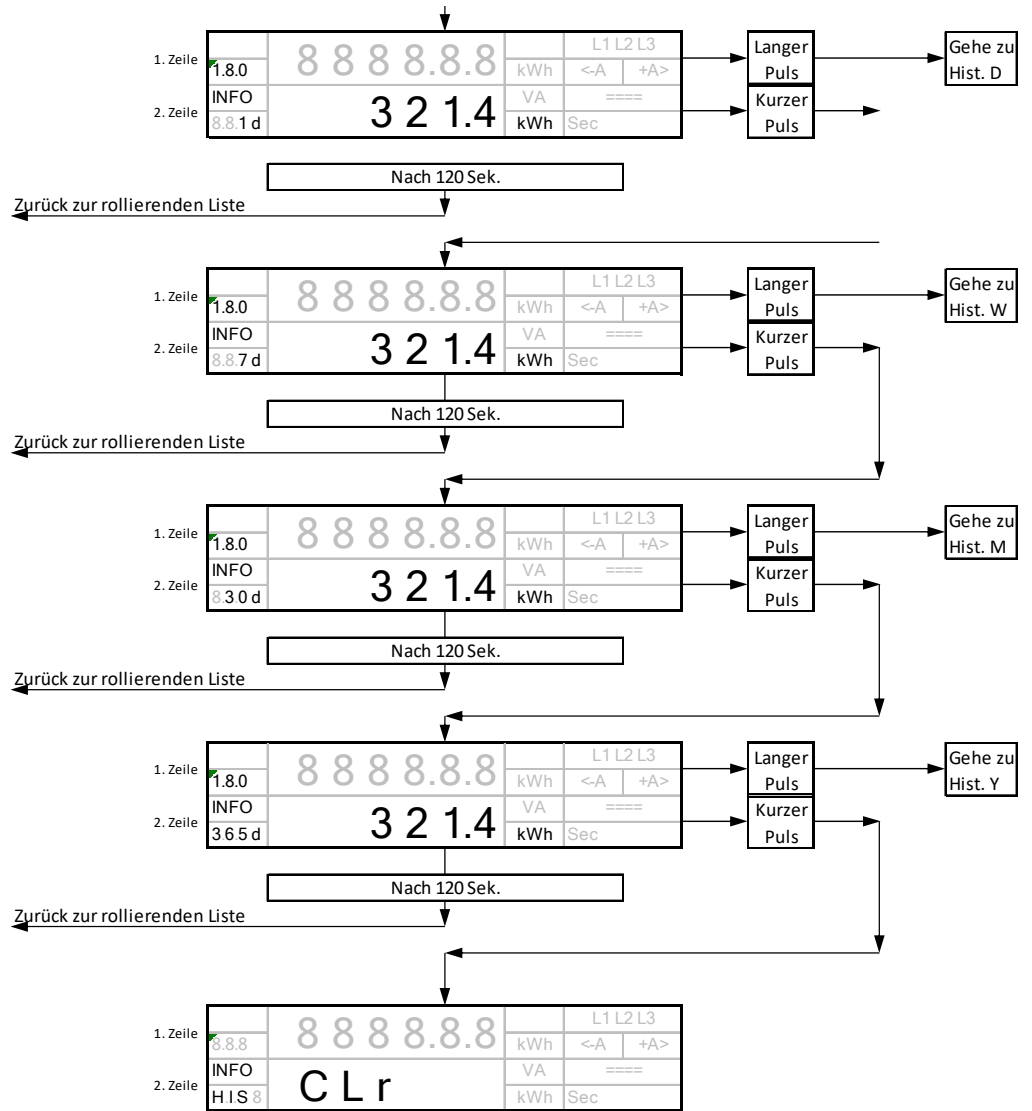 L1 L2 L3
1. Zeile 1.8.0 8 8 8 8.8.8 kWh <-A +A> Langer Puls Gehe zu Hist. D
INFO VA ====
2. Zeile 8.8.1 d 3 2 1.4 kWh Sec Kurzer Puls
Nach 120 Sek.
Zurück zur rollierenden Liste
L1 L2 L3
1. Zeile 1.8.0 8 8 8 8.8.8 kWh <-A +A> Langer Puls Gehe zu Hist. W
INFO VA ====
2. Zeile 8.8.7 d 3 2 1.4 kWh Sec Kurzer Puls
Nach 120 Sek.
Zurück zur rollierenden Liste
L1 L2 L3
1. Zeile 1.8.0 8 8 8 8.8.8 kWh <-A +A> Langer Puls Gehe zu Hist. M
INFO VA ====
2. Zeile 8.3.0 d 3 2 1.4 kWh Sec Kurzer Puls
Nach 120 Sek.
Zurück zur rollierenden Liste
L1 L2 L3
1. Zeile 1.8.0 8 8 8 8.8.8 kWh <-A +A> Langer Puls Gehe zu Hist. Y
INFO VA ====
2. Zeile 3.6.5 d 3 2 1.4 kWh Sec Kurzer Puls
Nach 120 Sek.
Zurück zur rollierenden Liste
L1 L2 L3
1. Zeile 8.8.8 8 8 8 8.8.8 kWh <-A +A>
INFO VA ====
2. Zeile H.I.S 8 C L r kWh Sec